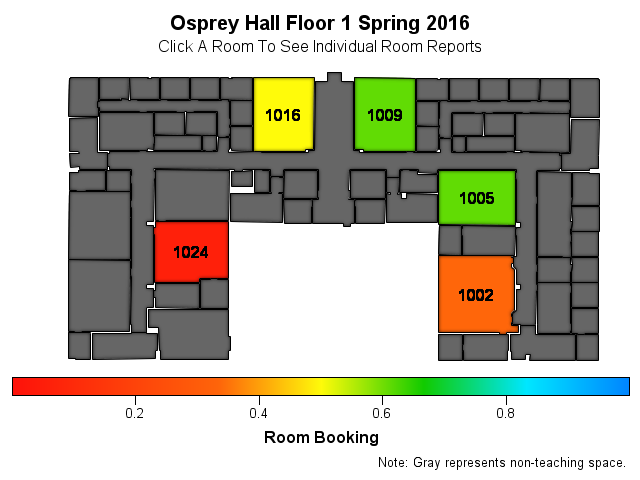 Osprey Hall Floor 1 Spring 2016
Click A Room To See Individual Room Reports
1016
1009
1005
1024
1002
0.2 0.4 0.6 0.8
Room Booking
Note: Gray represents non-teaching space.